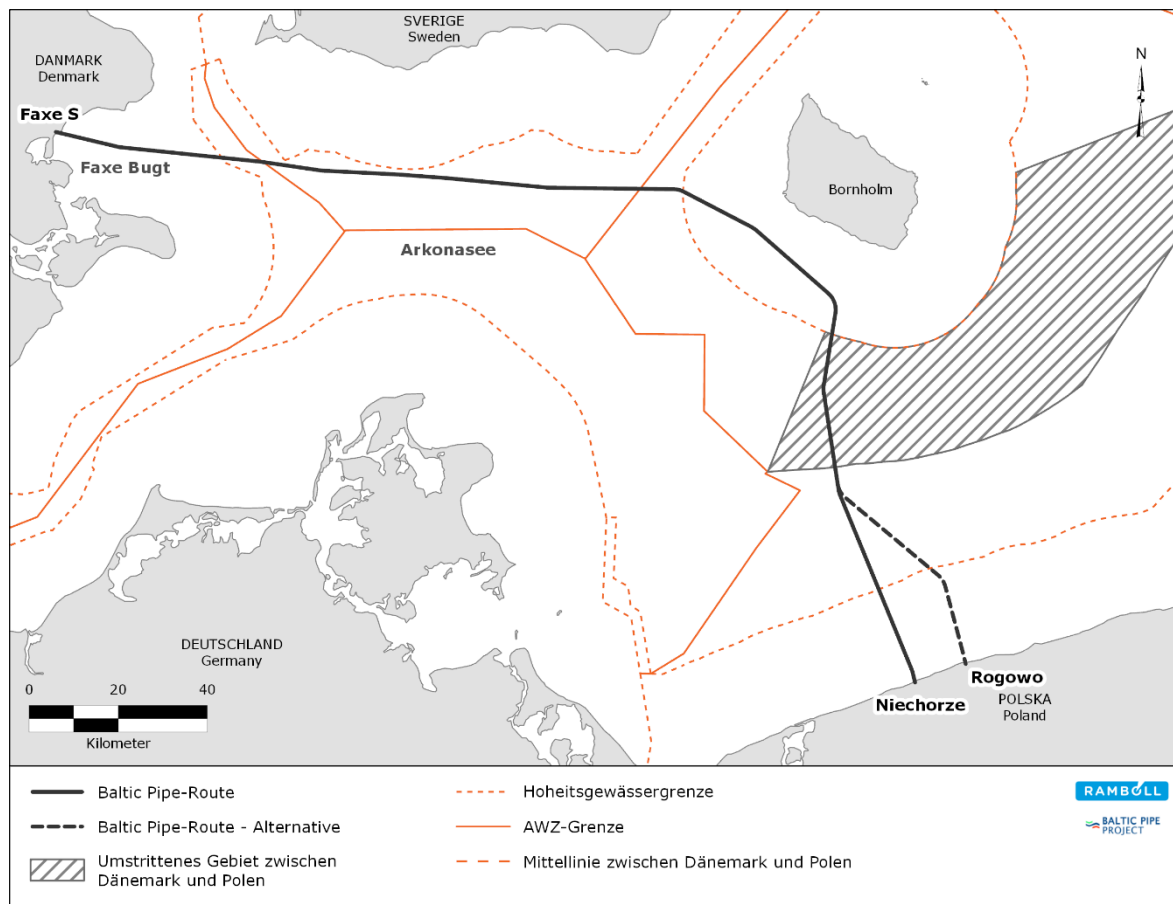 SVERIGE
Sweden
DANMARK
Denmark
N
Faxe S
Faxe Bugt
Bornholm
Arkonasee
DEUTSCHLAND
Germany
0 20 40
Kilometer
Rogowo
Niechorze
POLSKA
Poland
Baltic Pipe-Route
Baltic Pipe-Route - Alternative
Umstrittenes Gebiet zwischen
Dänemark und Polen
Hoheitsgewässergrenze
AWZ-Grenze
Mittellinie zwischen Dänemark und Polen
RAMBOLL
BALTIC PIPE
PROJECT